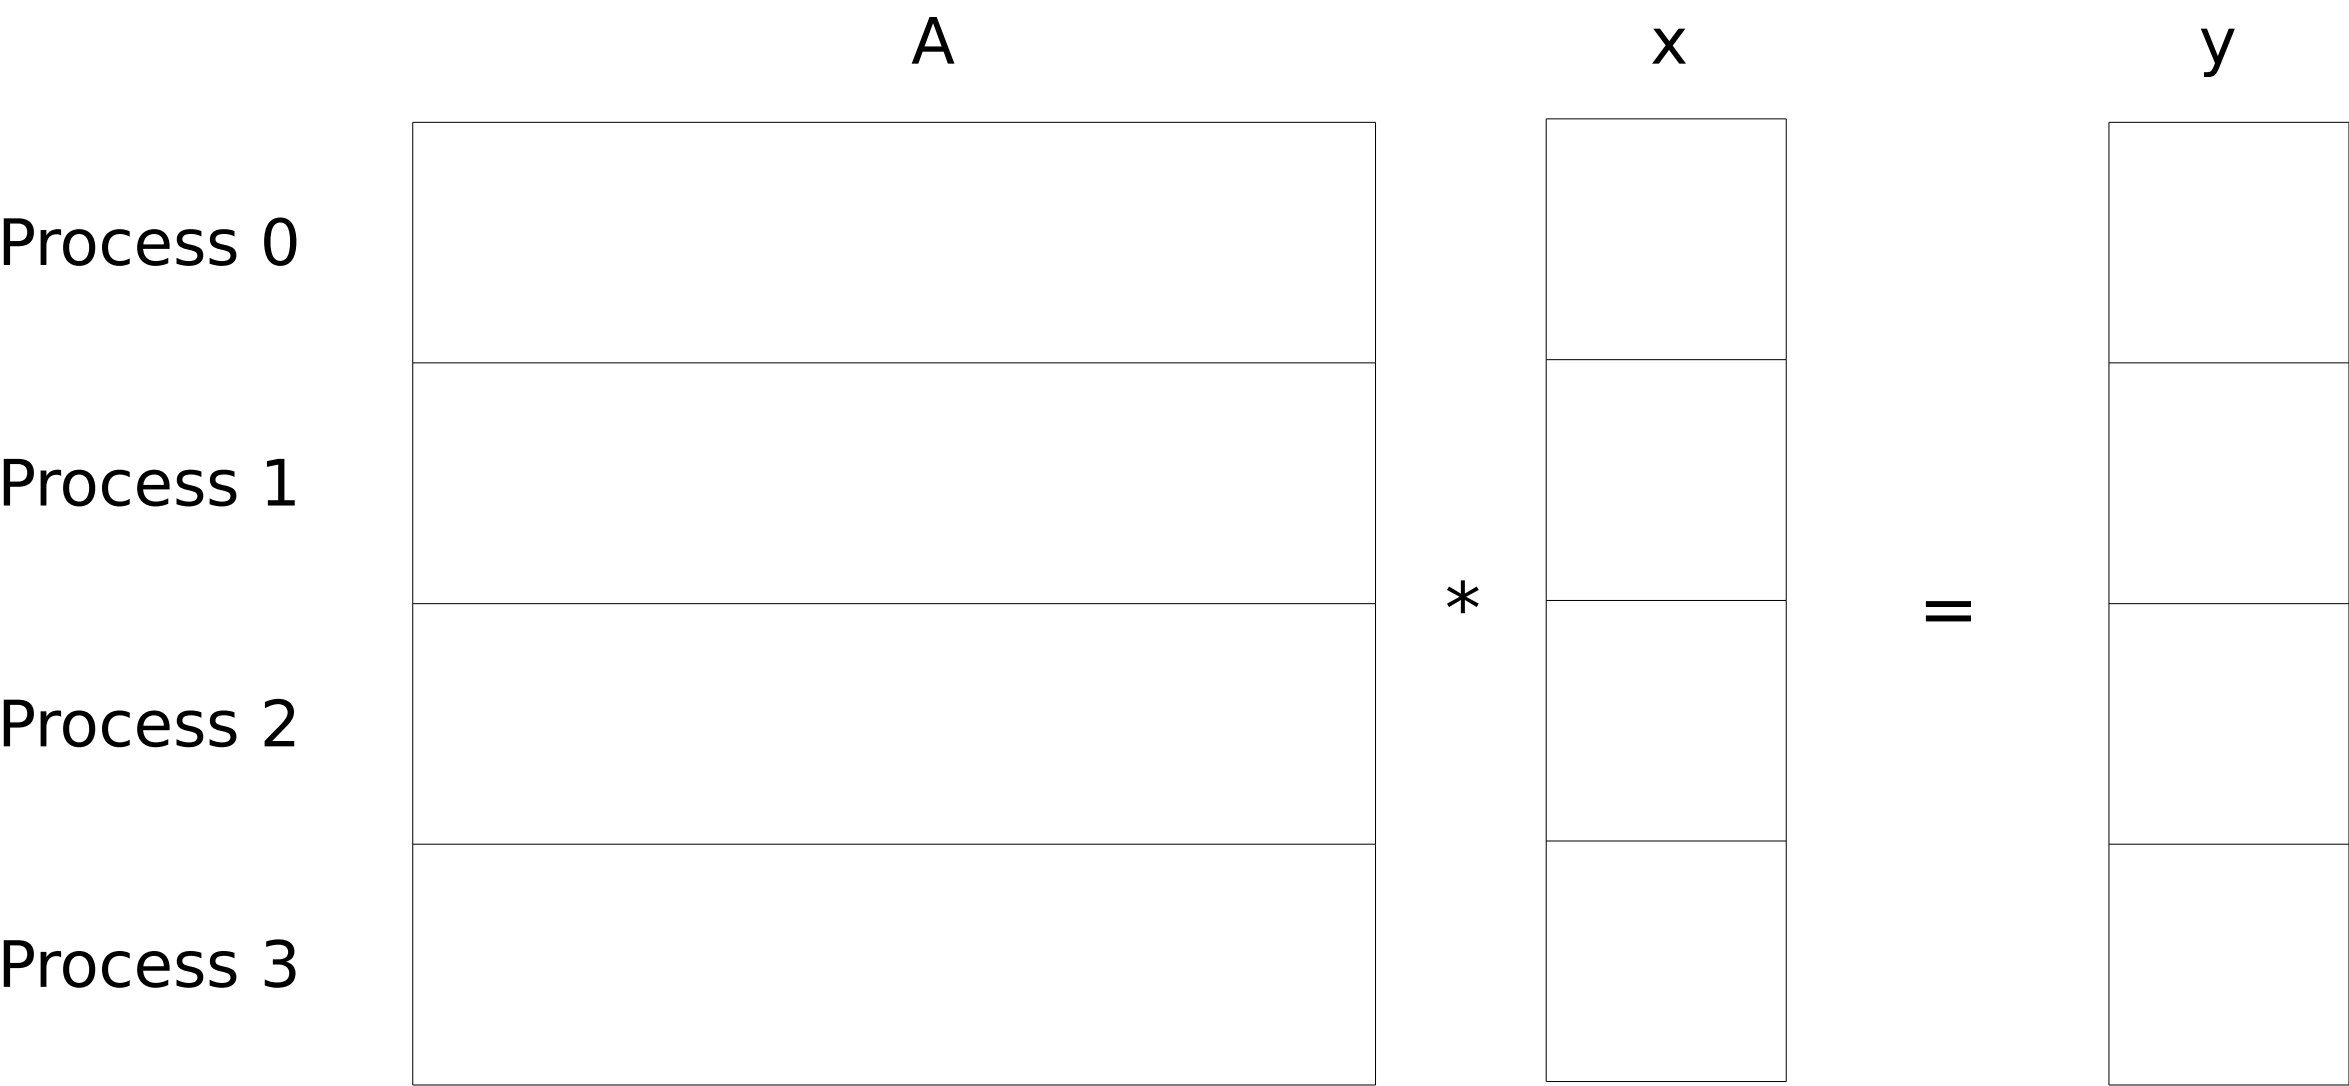 A x y
Process 0
Process 1
* =
Process 2
Process 3